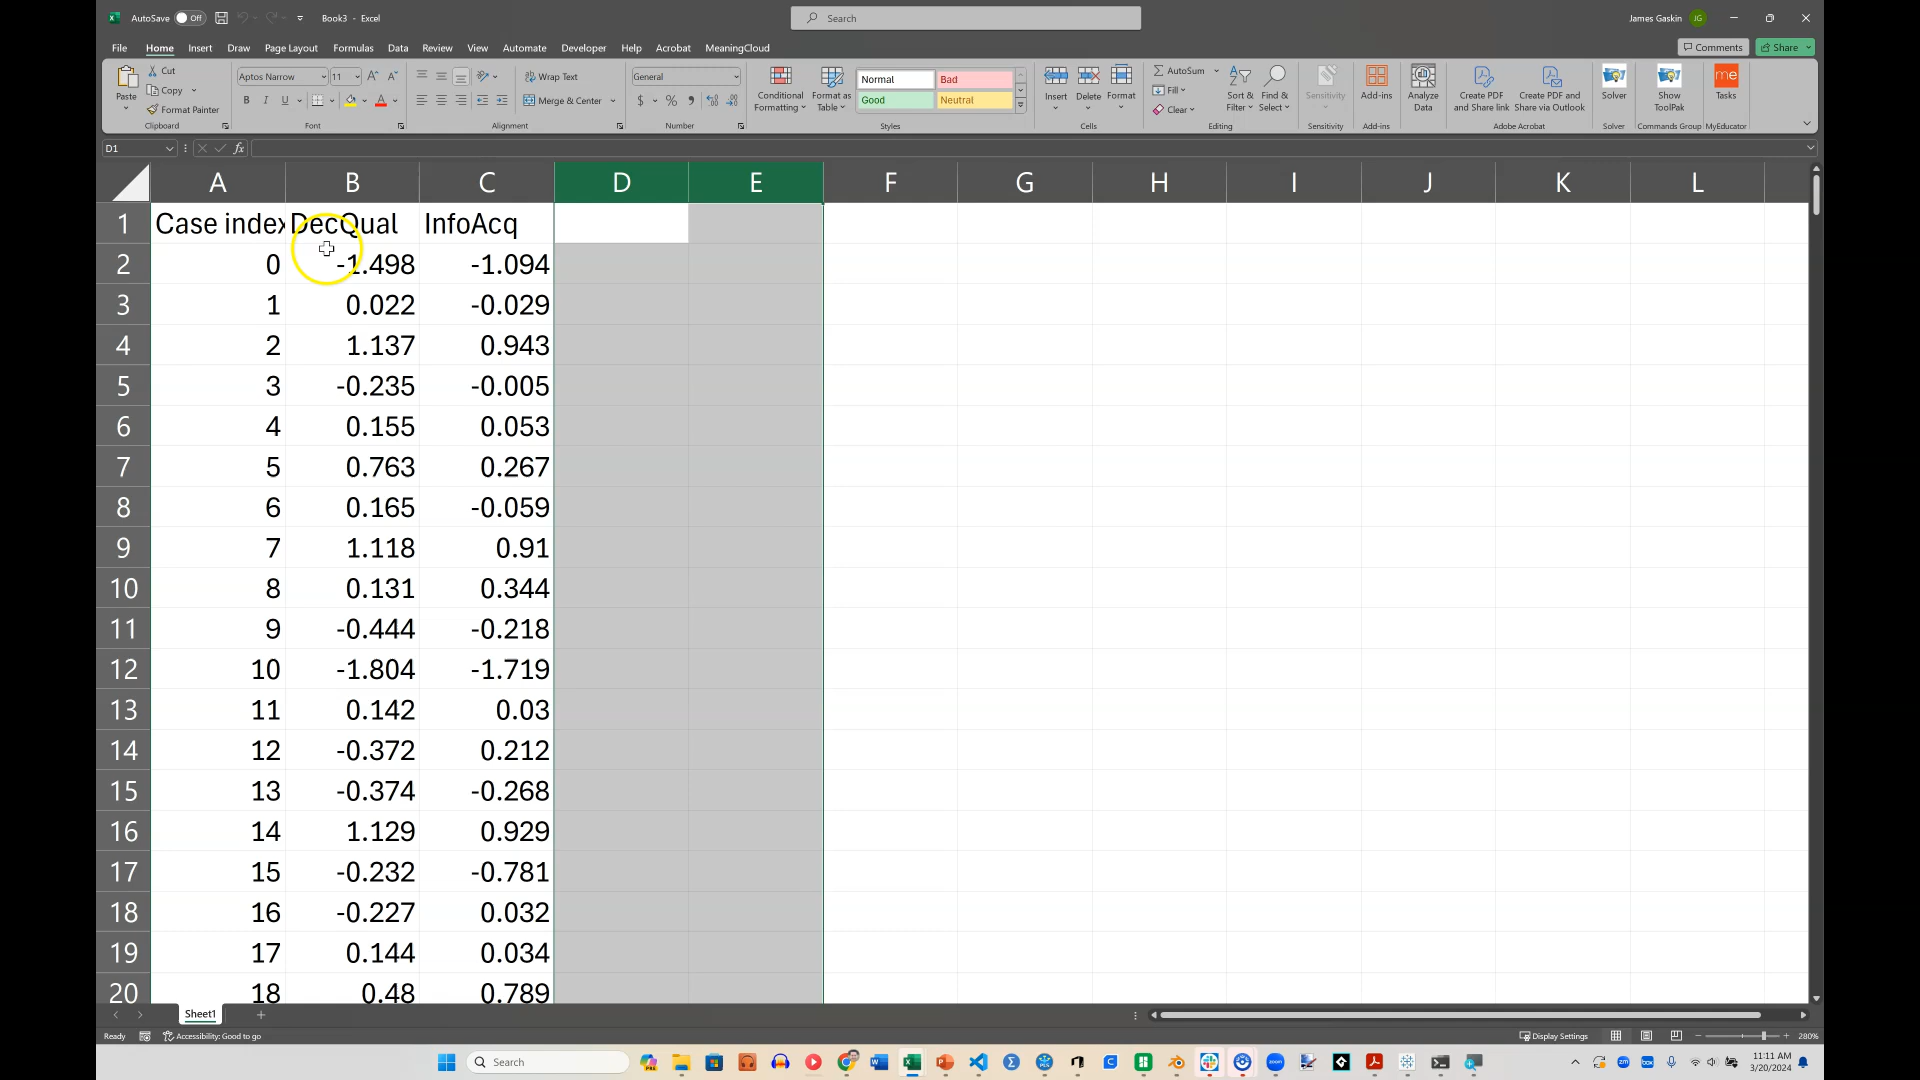 AutoSave Off Book3 - Excel Search James Gaskin JG
File Home Insert Draw Page Layout Formulas Data Review View Automate Developer Help Acrobat MeaningCloud Comments Share
Paste Cut Copy Format Painter Clipboard
Aptos Narrow 11 B I U Font
Wrap Text Merge & Center Alignment
General $ % Number
Conditional Formatting Format as Table Normal Bad Good Neutral Styles
Insert Delete Format Cells
AutoSum Fill Clear Sort & Filter Find & Select Editing
Sensitivity Sensitivity
Add-ins Add-ins
Analyze Data
Create PDF and Share link Create PDF and Share via Outlook Adobe Acrobat
Solver Solver
Show ToolPak Commands Group
me Tasks MyEducator
D1 fx
A B C D E F G H I J K L
1 Case index DecQual InfoAcq
2 0 -1.498 -1.094
3 1 0.022 -0.029
4 2 1.137 0.943
5 3 -0.235 -0.005
6 4 0.155 0.053
7 5 0.763 0.267
8 6 0.165 -0.059
9 7 1.118 0.91
10 8 0.131 0.344
11 9 -0.444 -0.218
12 10 -1.804 -1.719
13 11 0.142 0.03
14 12 -0.372 0.212
15 13 -0.374 -0.268
16 14 1.129 0.929
17 15 -0.232 -0.781
18 16 -0.227 0.032
19 17 0.144 0.034
20 18 0.48 0.789
Sheet1
Ready Accessibility: Good to go Display Settings 280%
Search 11:11 AM
3/20/2024